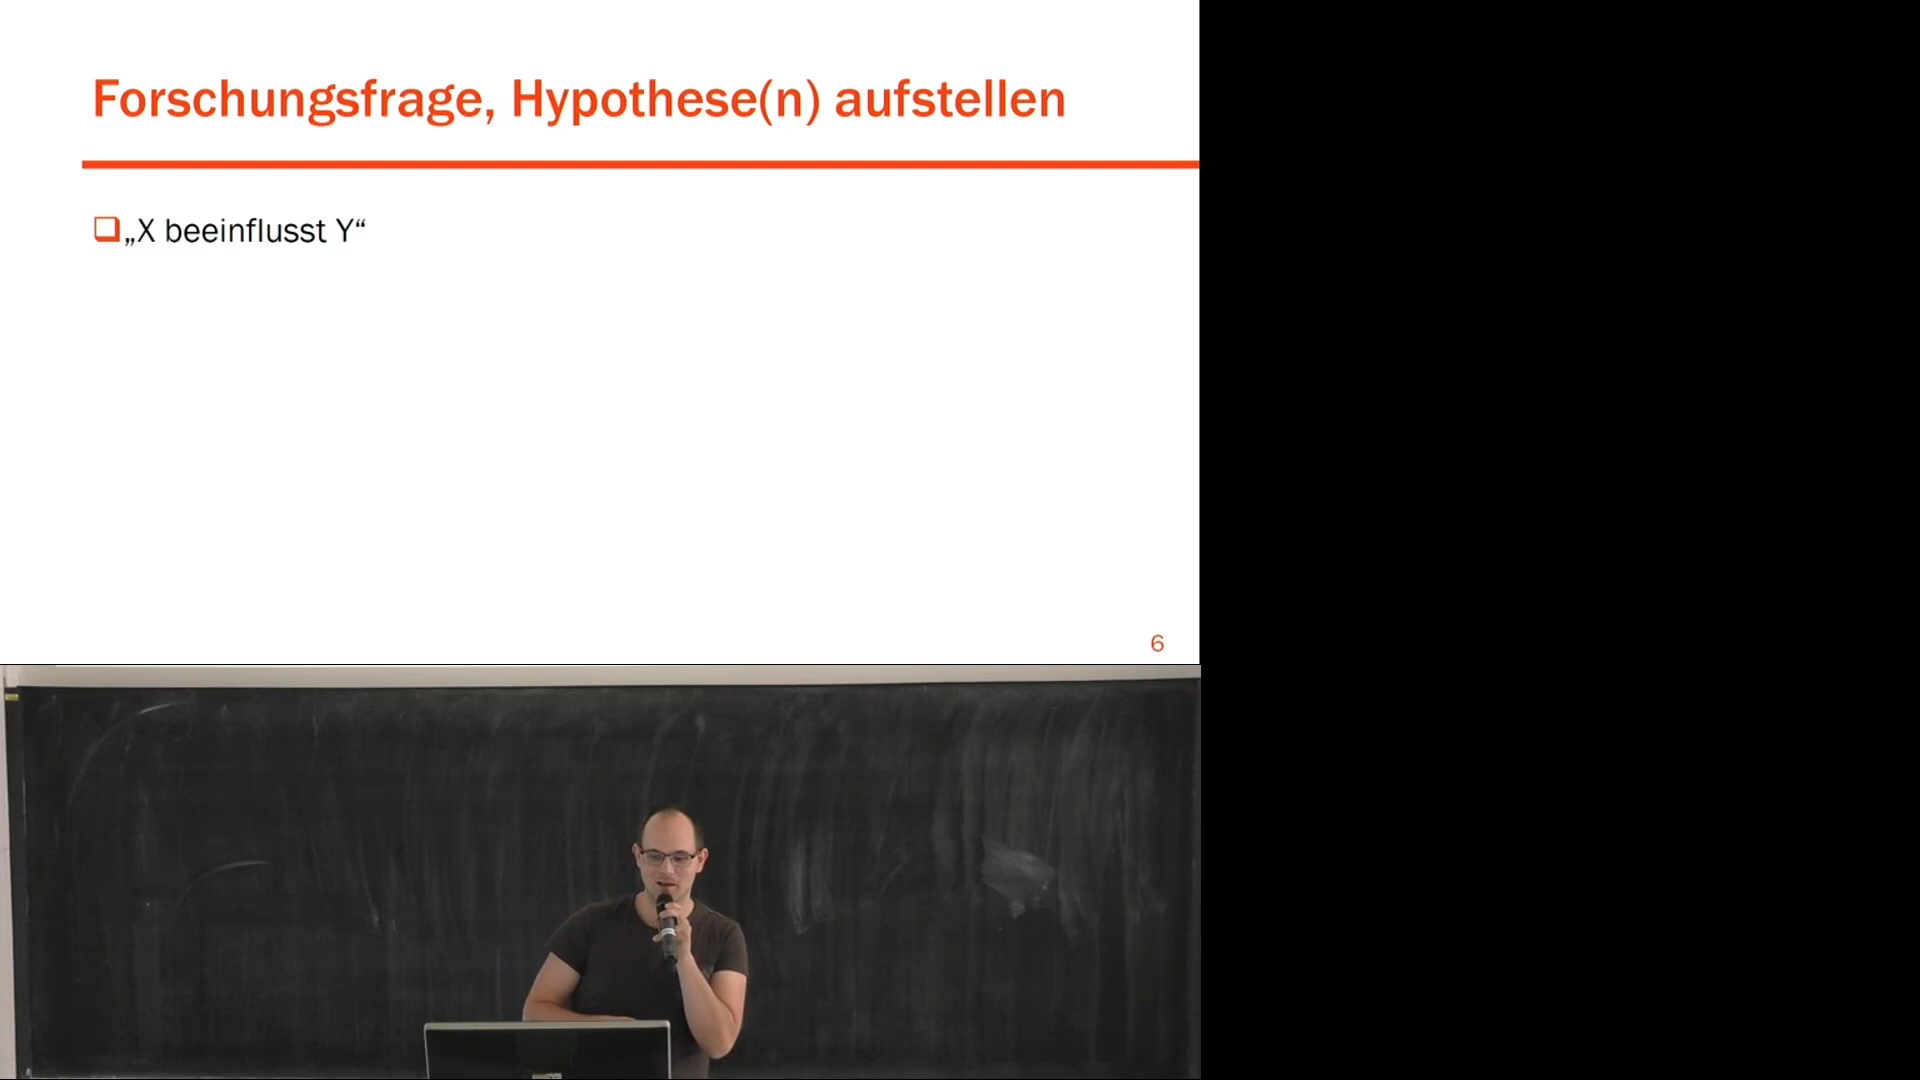 Forschungsfrage, Hypothese(n) aufstellen
„X beeinflusst Y“
6